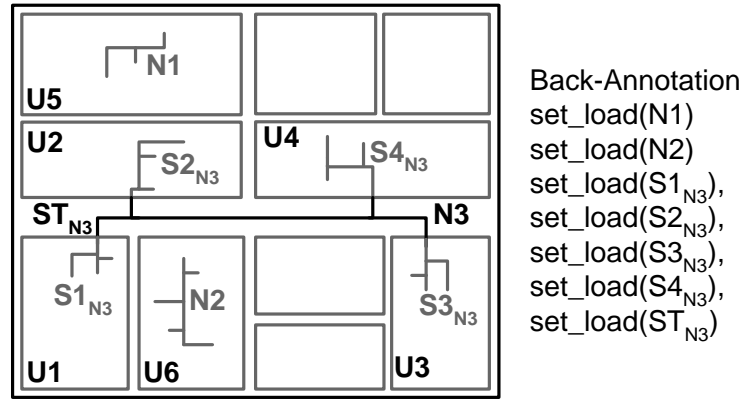 N1
U5
U2
S2N3
U4
S4N3
STN3
N3
S1N3
N2
S3N3
U1
U6
U3
Back-Annotation
set_load(N1)
set_load(N2)
set_load(S1N3),
set_load(S2N3),
set_load(S3N3),
set_load(S4N3),
set_load(STN3)